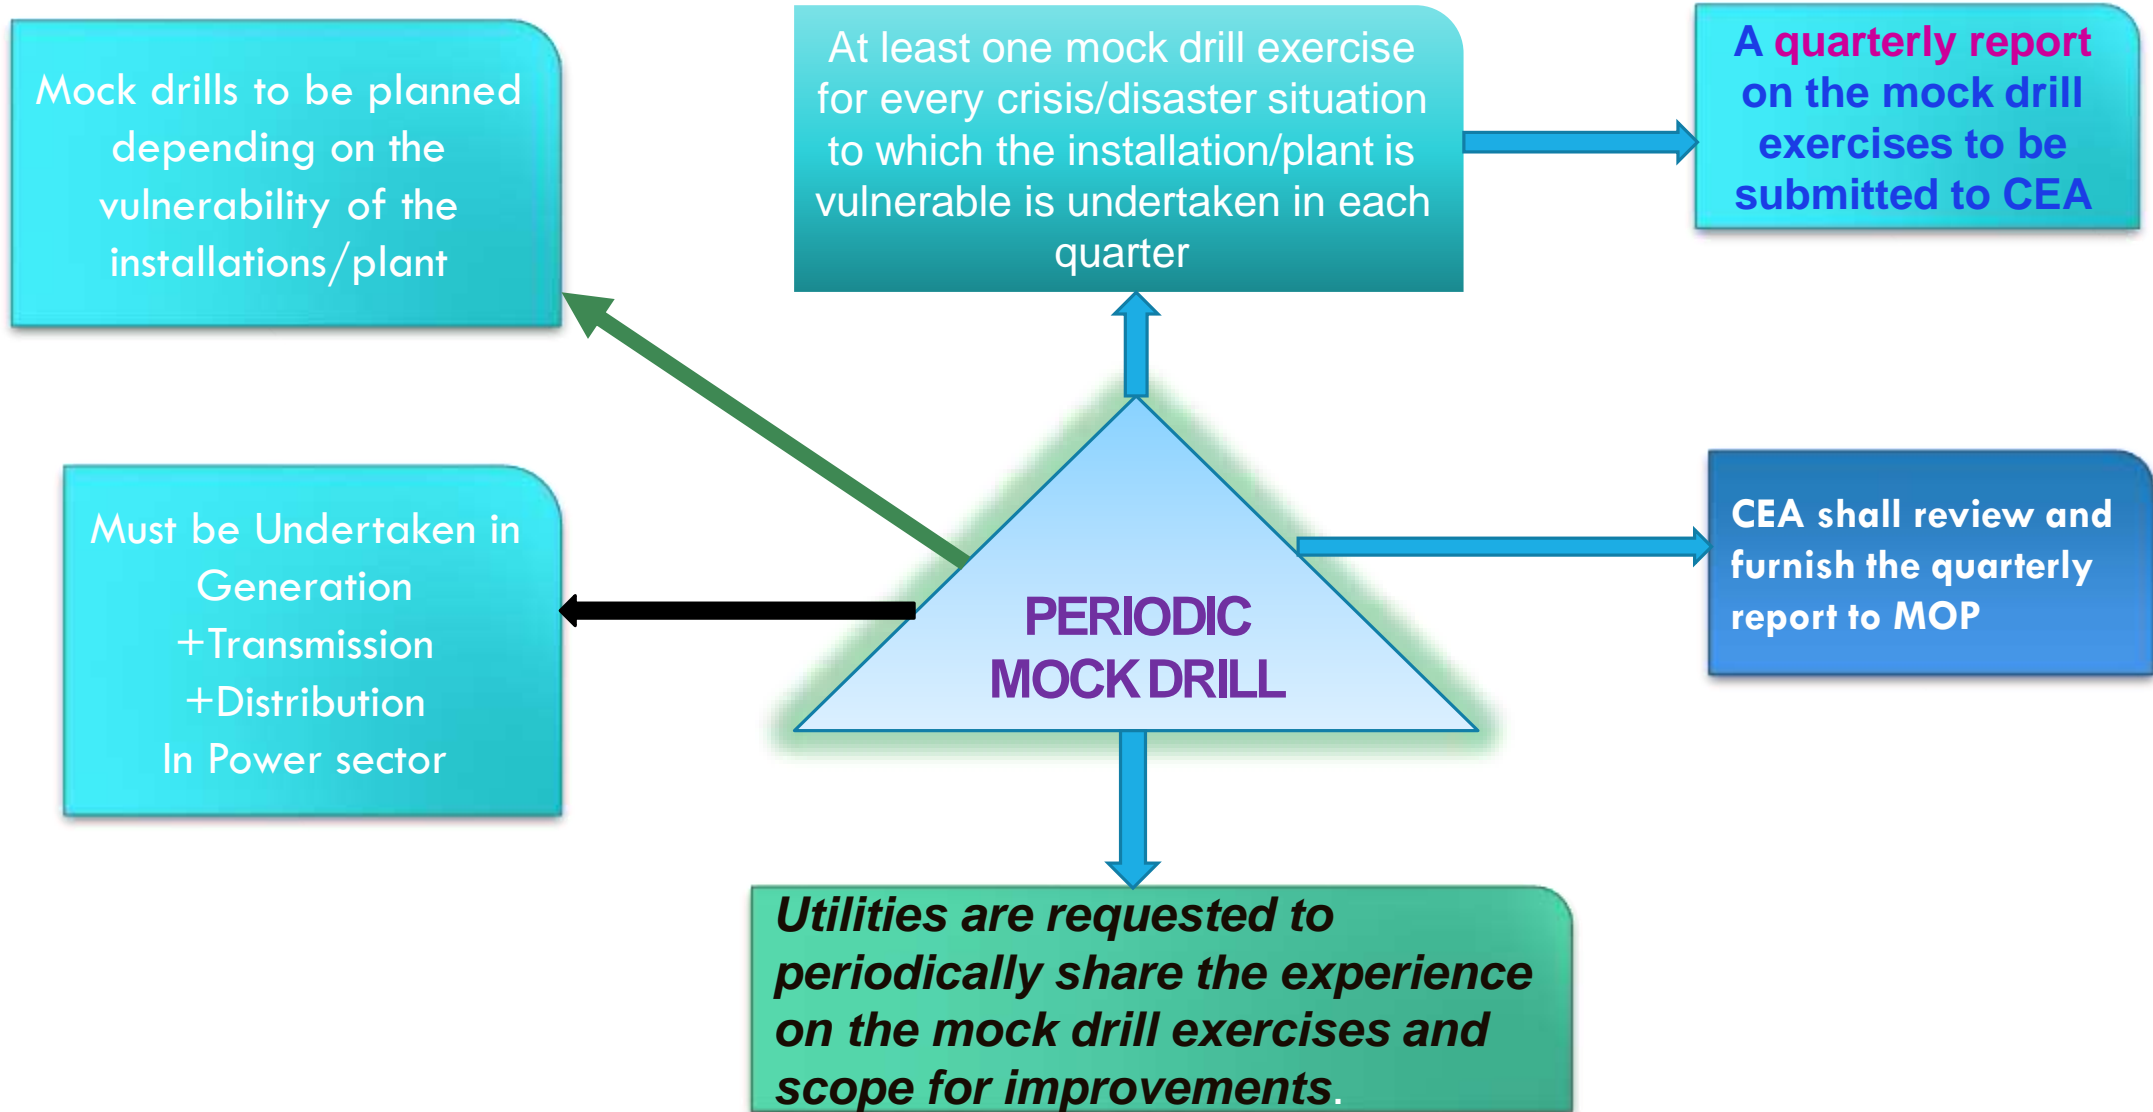 Mock drills to be planned
depending on the
vulnerability of the
installations/plant
At least one mock drill exercise
for every crisis/disaster situation
to which the installation/plant is
vulnerable is undertaken in each
quarter
A quarterly report
on the mock drill
exercises to be
submitted to CEA
Must be Undertaken in
Generation
+Transmission
+Distribution
In Power sector
PERIODIC
MOCK DRILL
CEA shall review and
furnish the quarterly
report to MOP
Utilities are requested to
periodically share the experience
on the mock drill exercises and
scope for improvements.